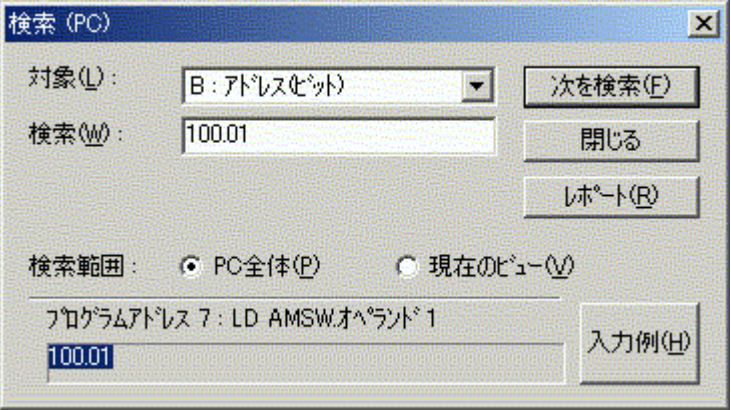 検索 (PC)
対象(L) : B : アドレス(ビット) 次を検索(F)
検索(W) : 100.01 閉じる
レポート(R)
検索範囲 : PC全体(P) 現在のビュー(V)
プログラムアドレス 7 : LD AMSW.オペランド 1
100.01 入力例(H)